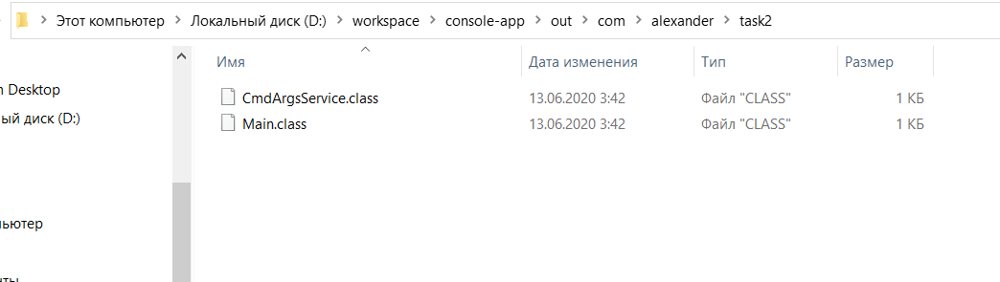 Этот компьютер > Локальный диск (D:) > workspace > console-app > out > com > alexander > task2
Имя Дата изменения Тип Размер
Desktop
CmdArgsService.class 13.06.2020 3:42 Файл "CLASS" 1 КБ
диск (D:)
Main.class 13.06.2020 3:42 Файл "CLASS" 1 КБ